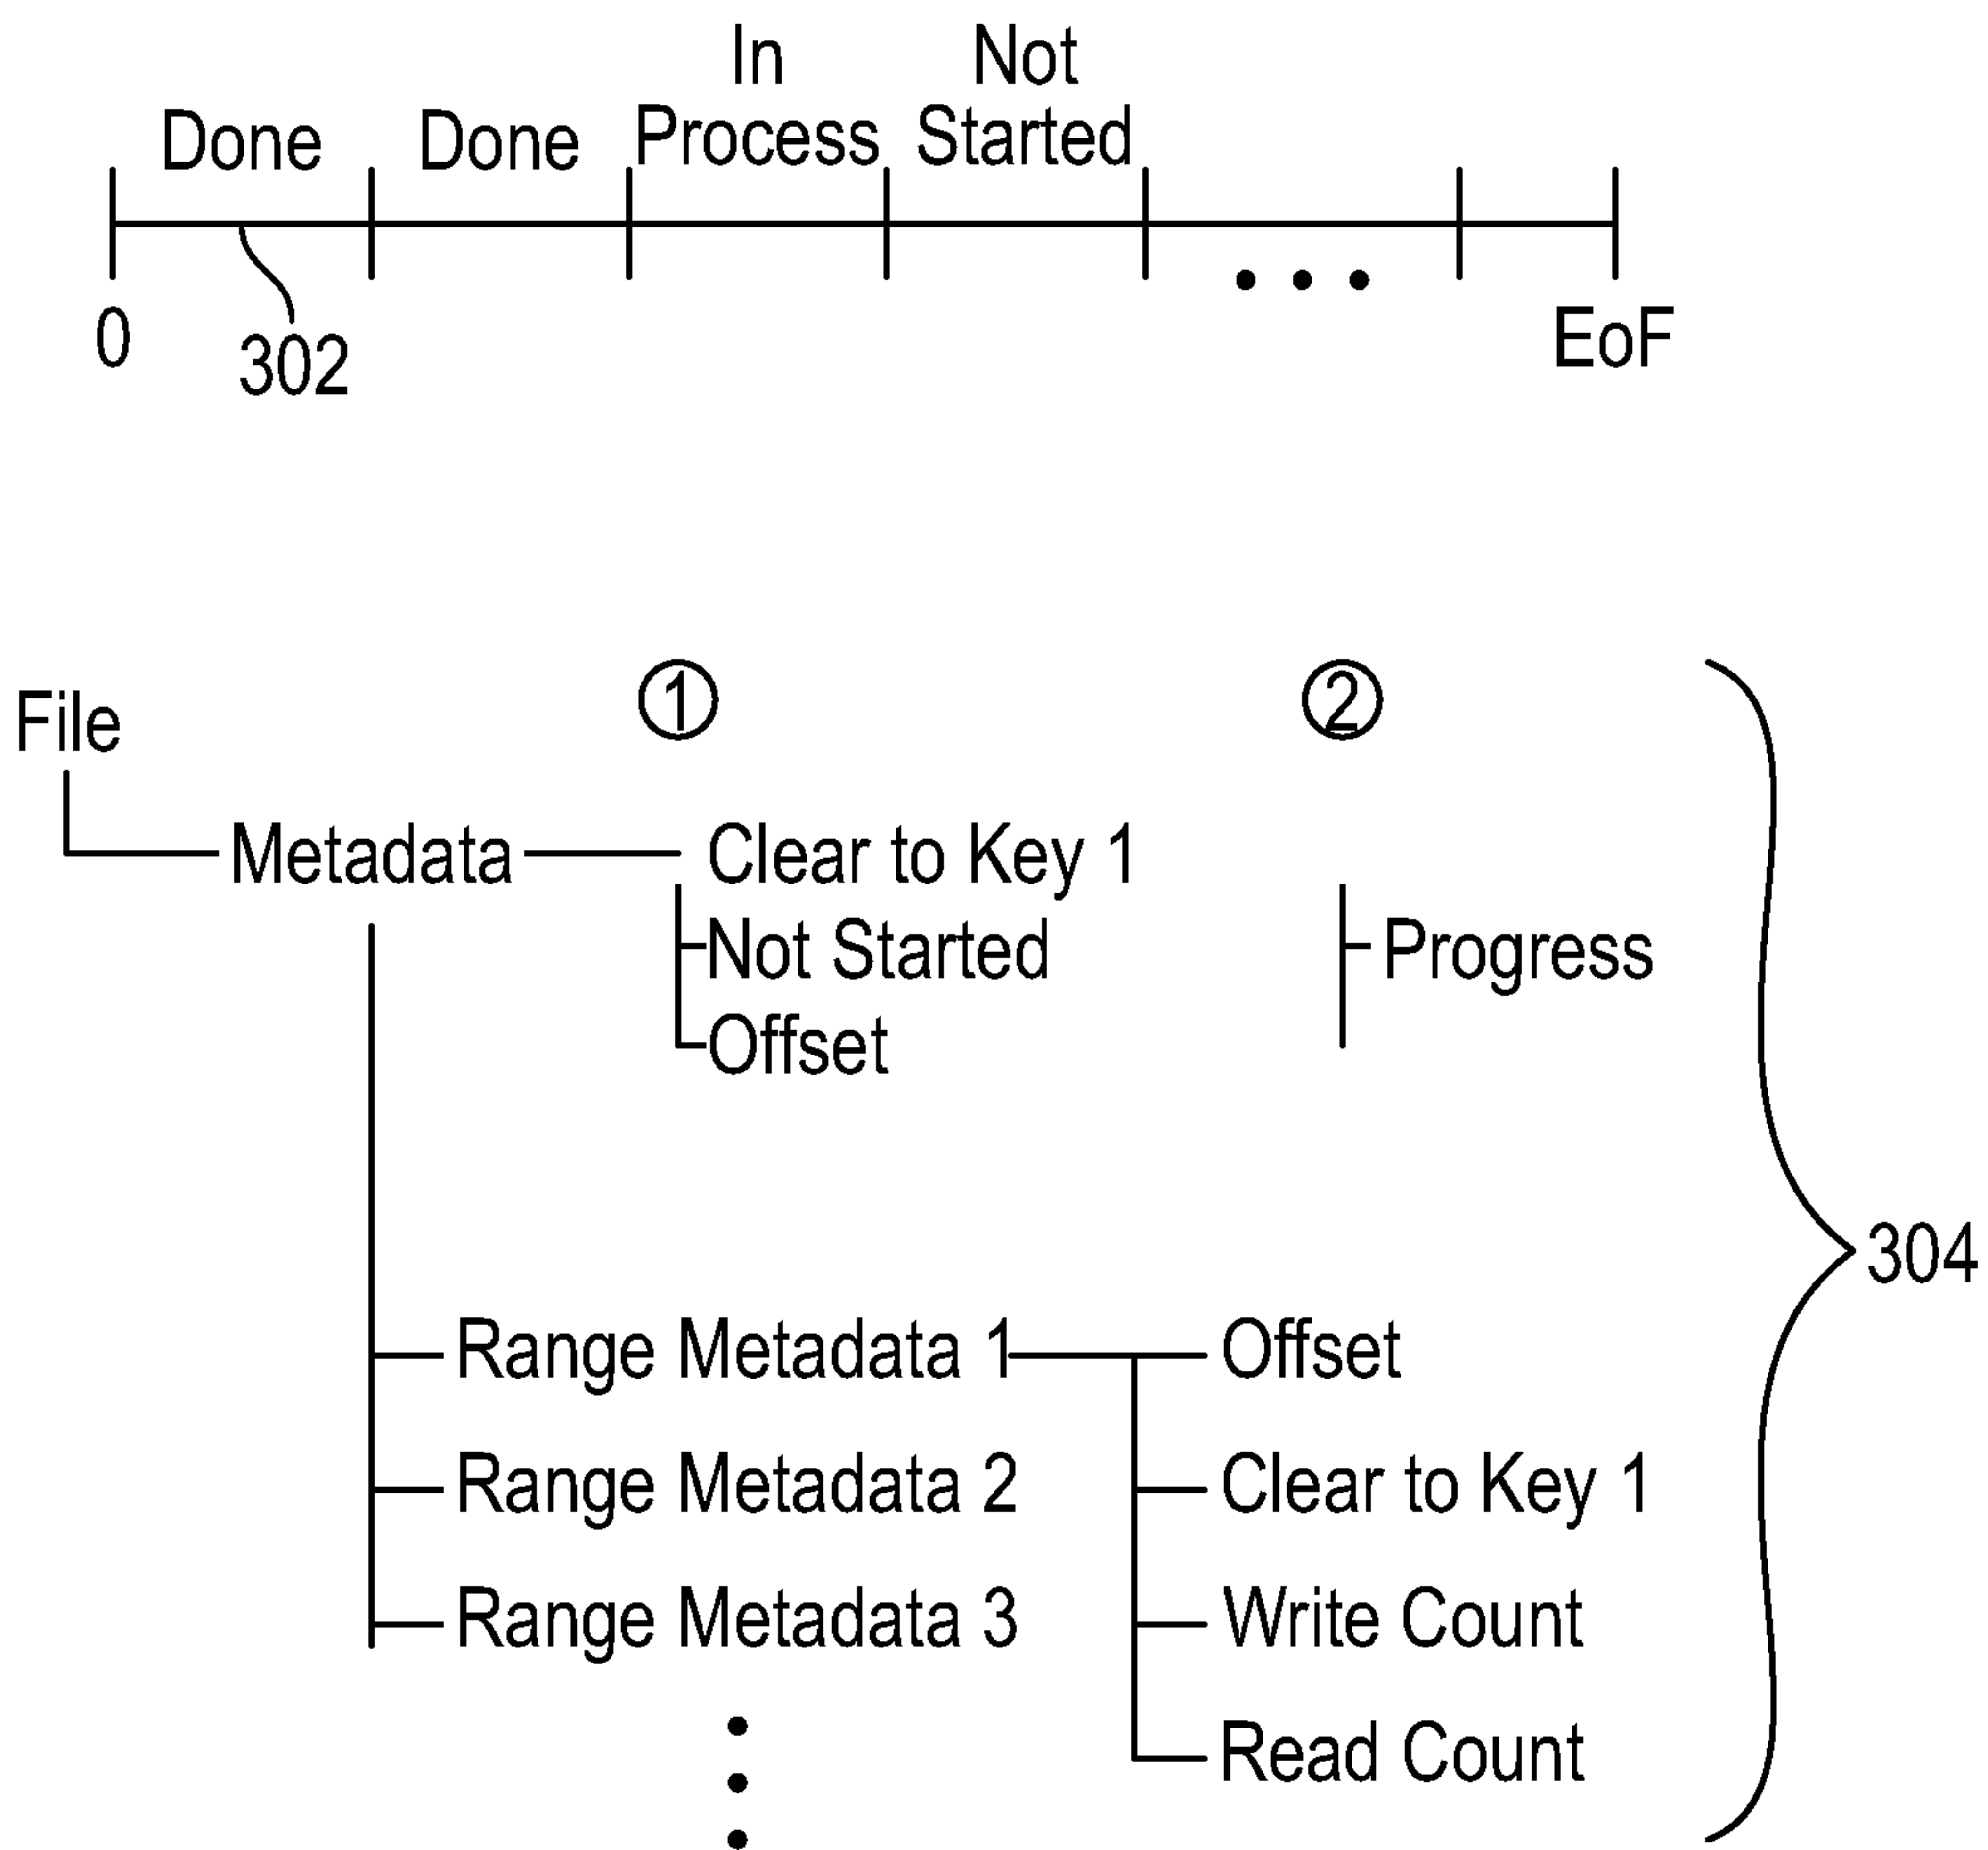 In Not
Done Done Process Started
0 302 EoF
File 1 2
Metadata Clear to Key 1
Not Started Progress
Offset
304
Range Metadata 1 Offset
Range Metadata 2 Clear to Key 1
Range Metadata 3 Write Count
Read Count